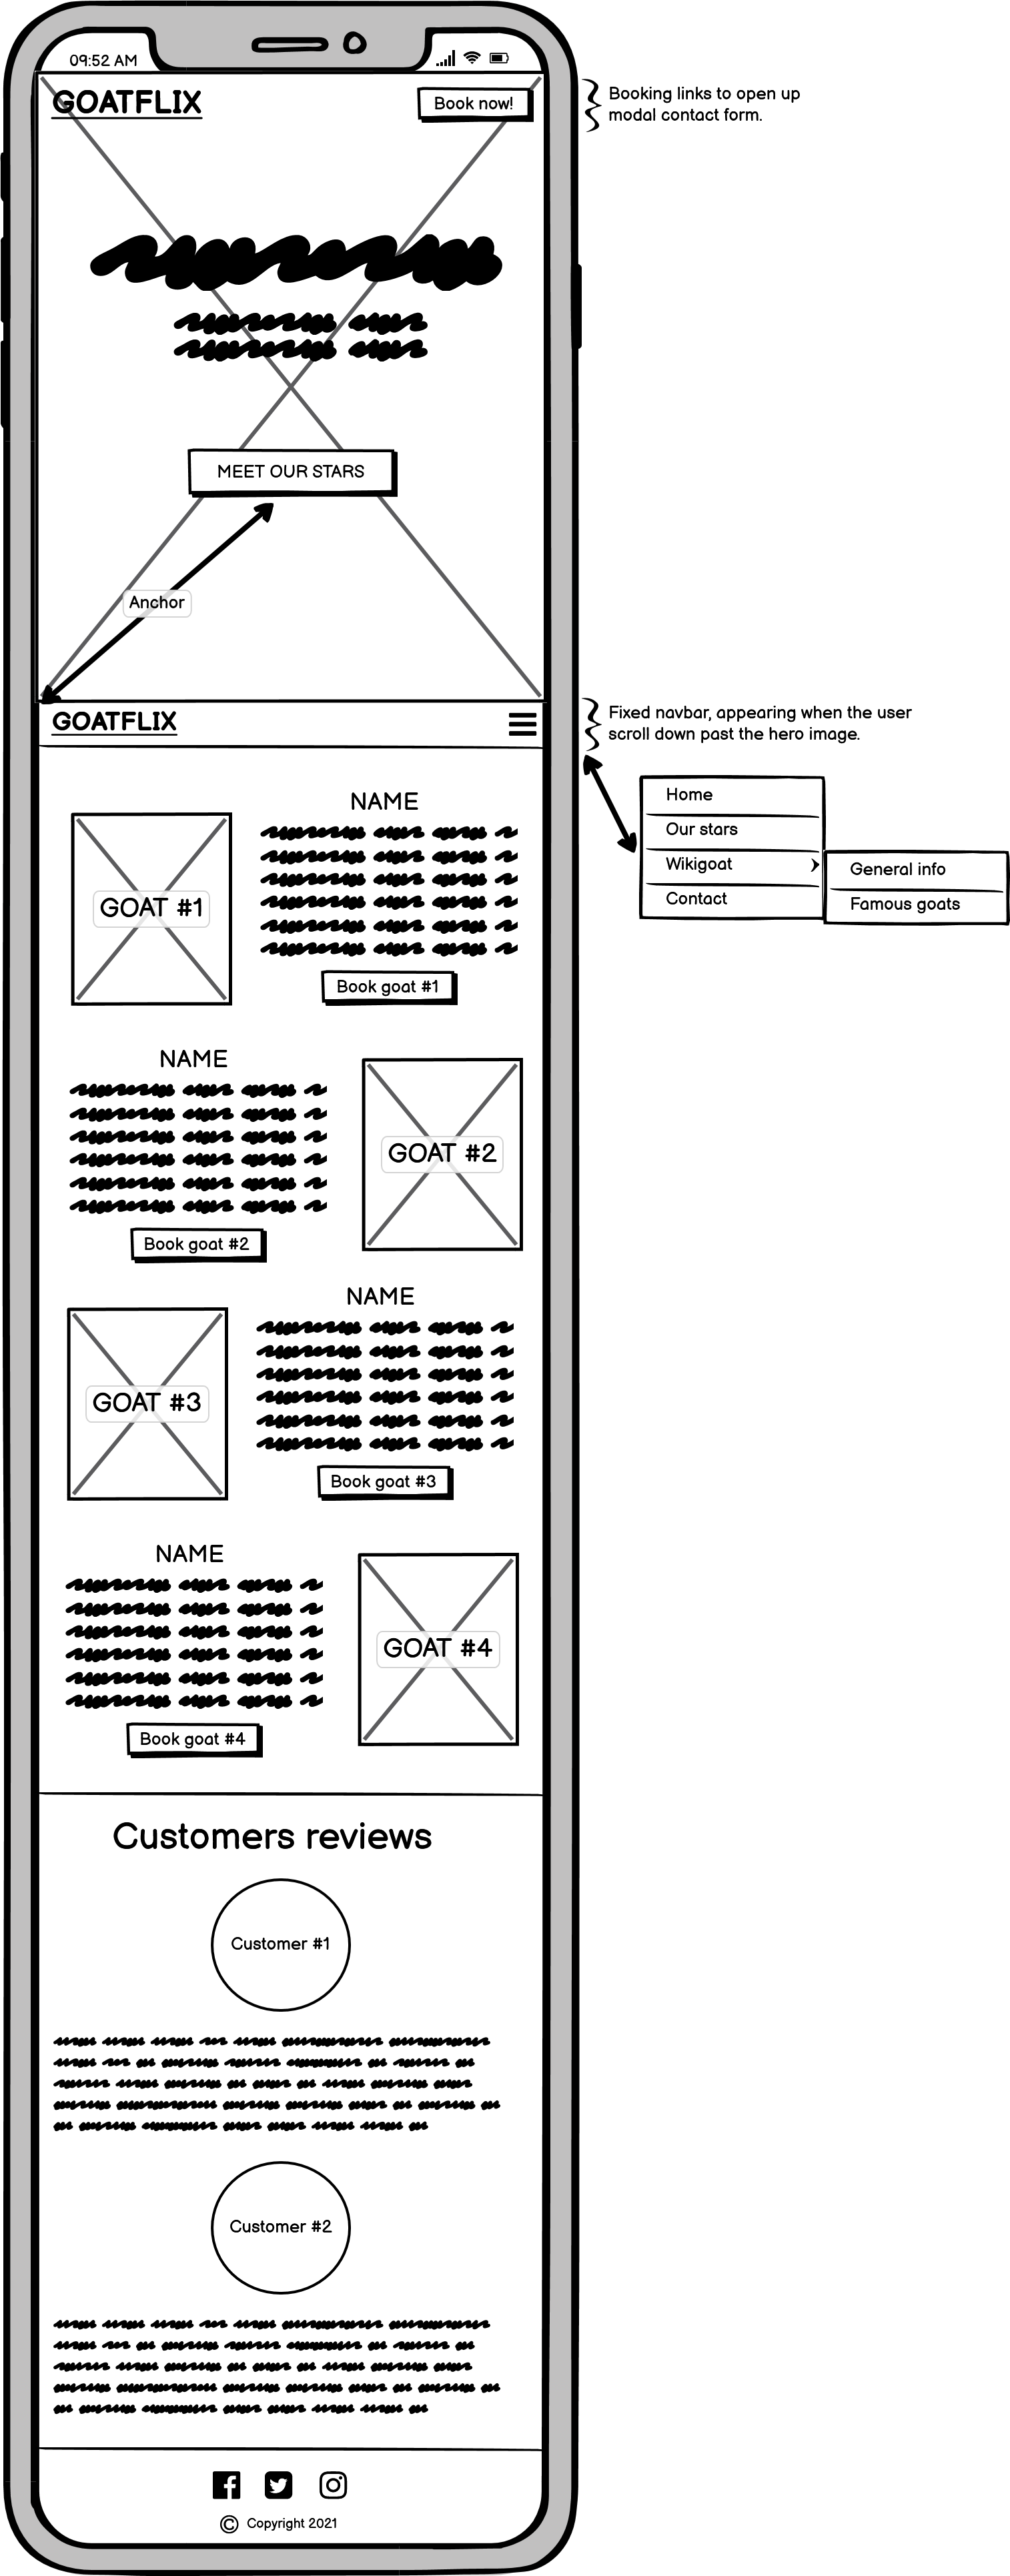 09:52 AM
GOATFLIX
Book now!
Booking links to open up
modal contact form.
MEET OUR STARS
Anchor
GOATFLIX
Fixed navbar, appearing when the user
scroll down past the hero image.
Home
Our stars
Wikigoat
Contact
General info
Famous goats
NAME
GOAT #1
Book goat #1
NAME
GOAT #2
Book goat #2
NAME
GOAT #3
Book goat #3
NAME
GOAT #4
Book goat #4
Customers reviews
Customer #1
Customer #2
© Copyright 2021